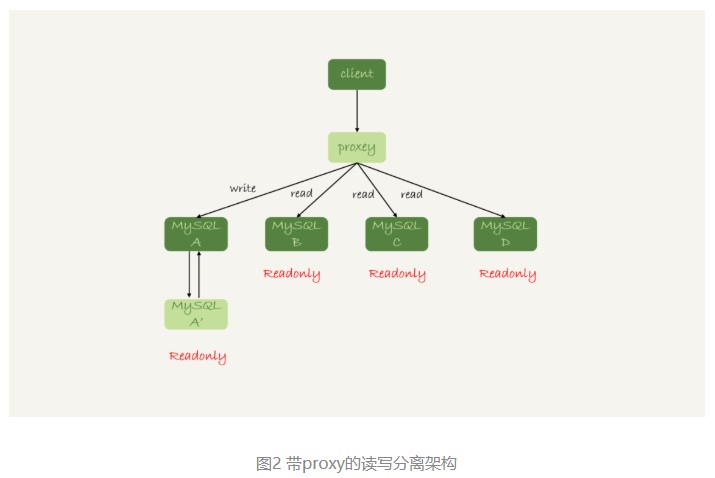 client
proxey
write
read
read
read
MySQL
A
MySQL
B
MySQL
C
MySQL
D
Readonly
Readonly
Readonly
MySQL
A'
Readonly
图2 带proxy的读写分离架构